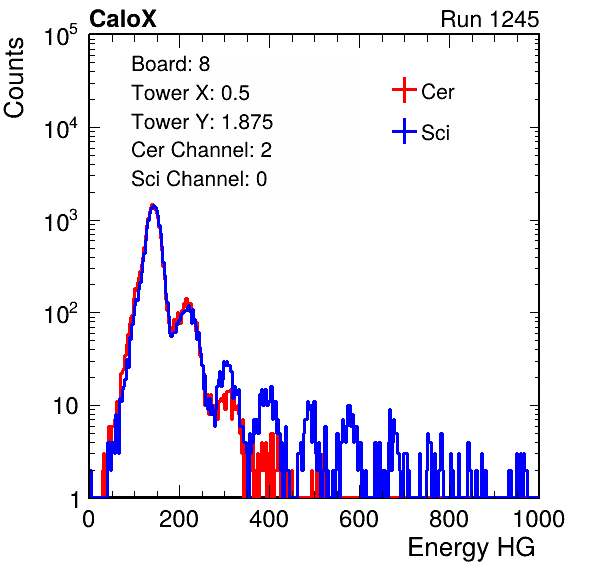 CaloX Run 1245
Counts
Board: 8
Tower X: 0.5
Tower Y: 1.875
Cer Channel: 2
Sci Channel: 0
Cer
Sci
10^5
10^4
10^3
10^2
10
1
0 200 400 600 800 1000
Energy HG